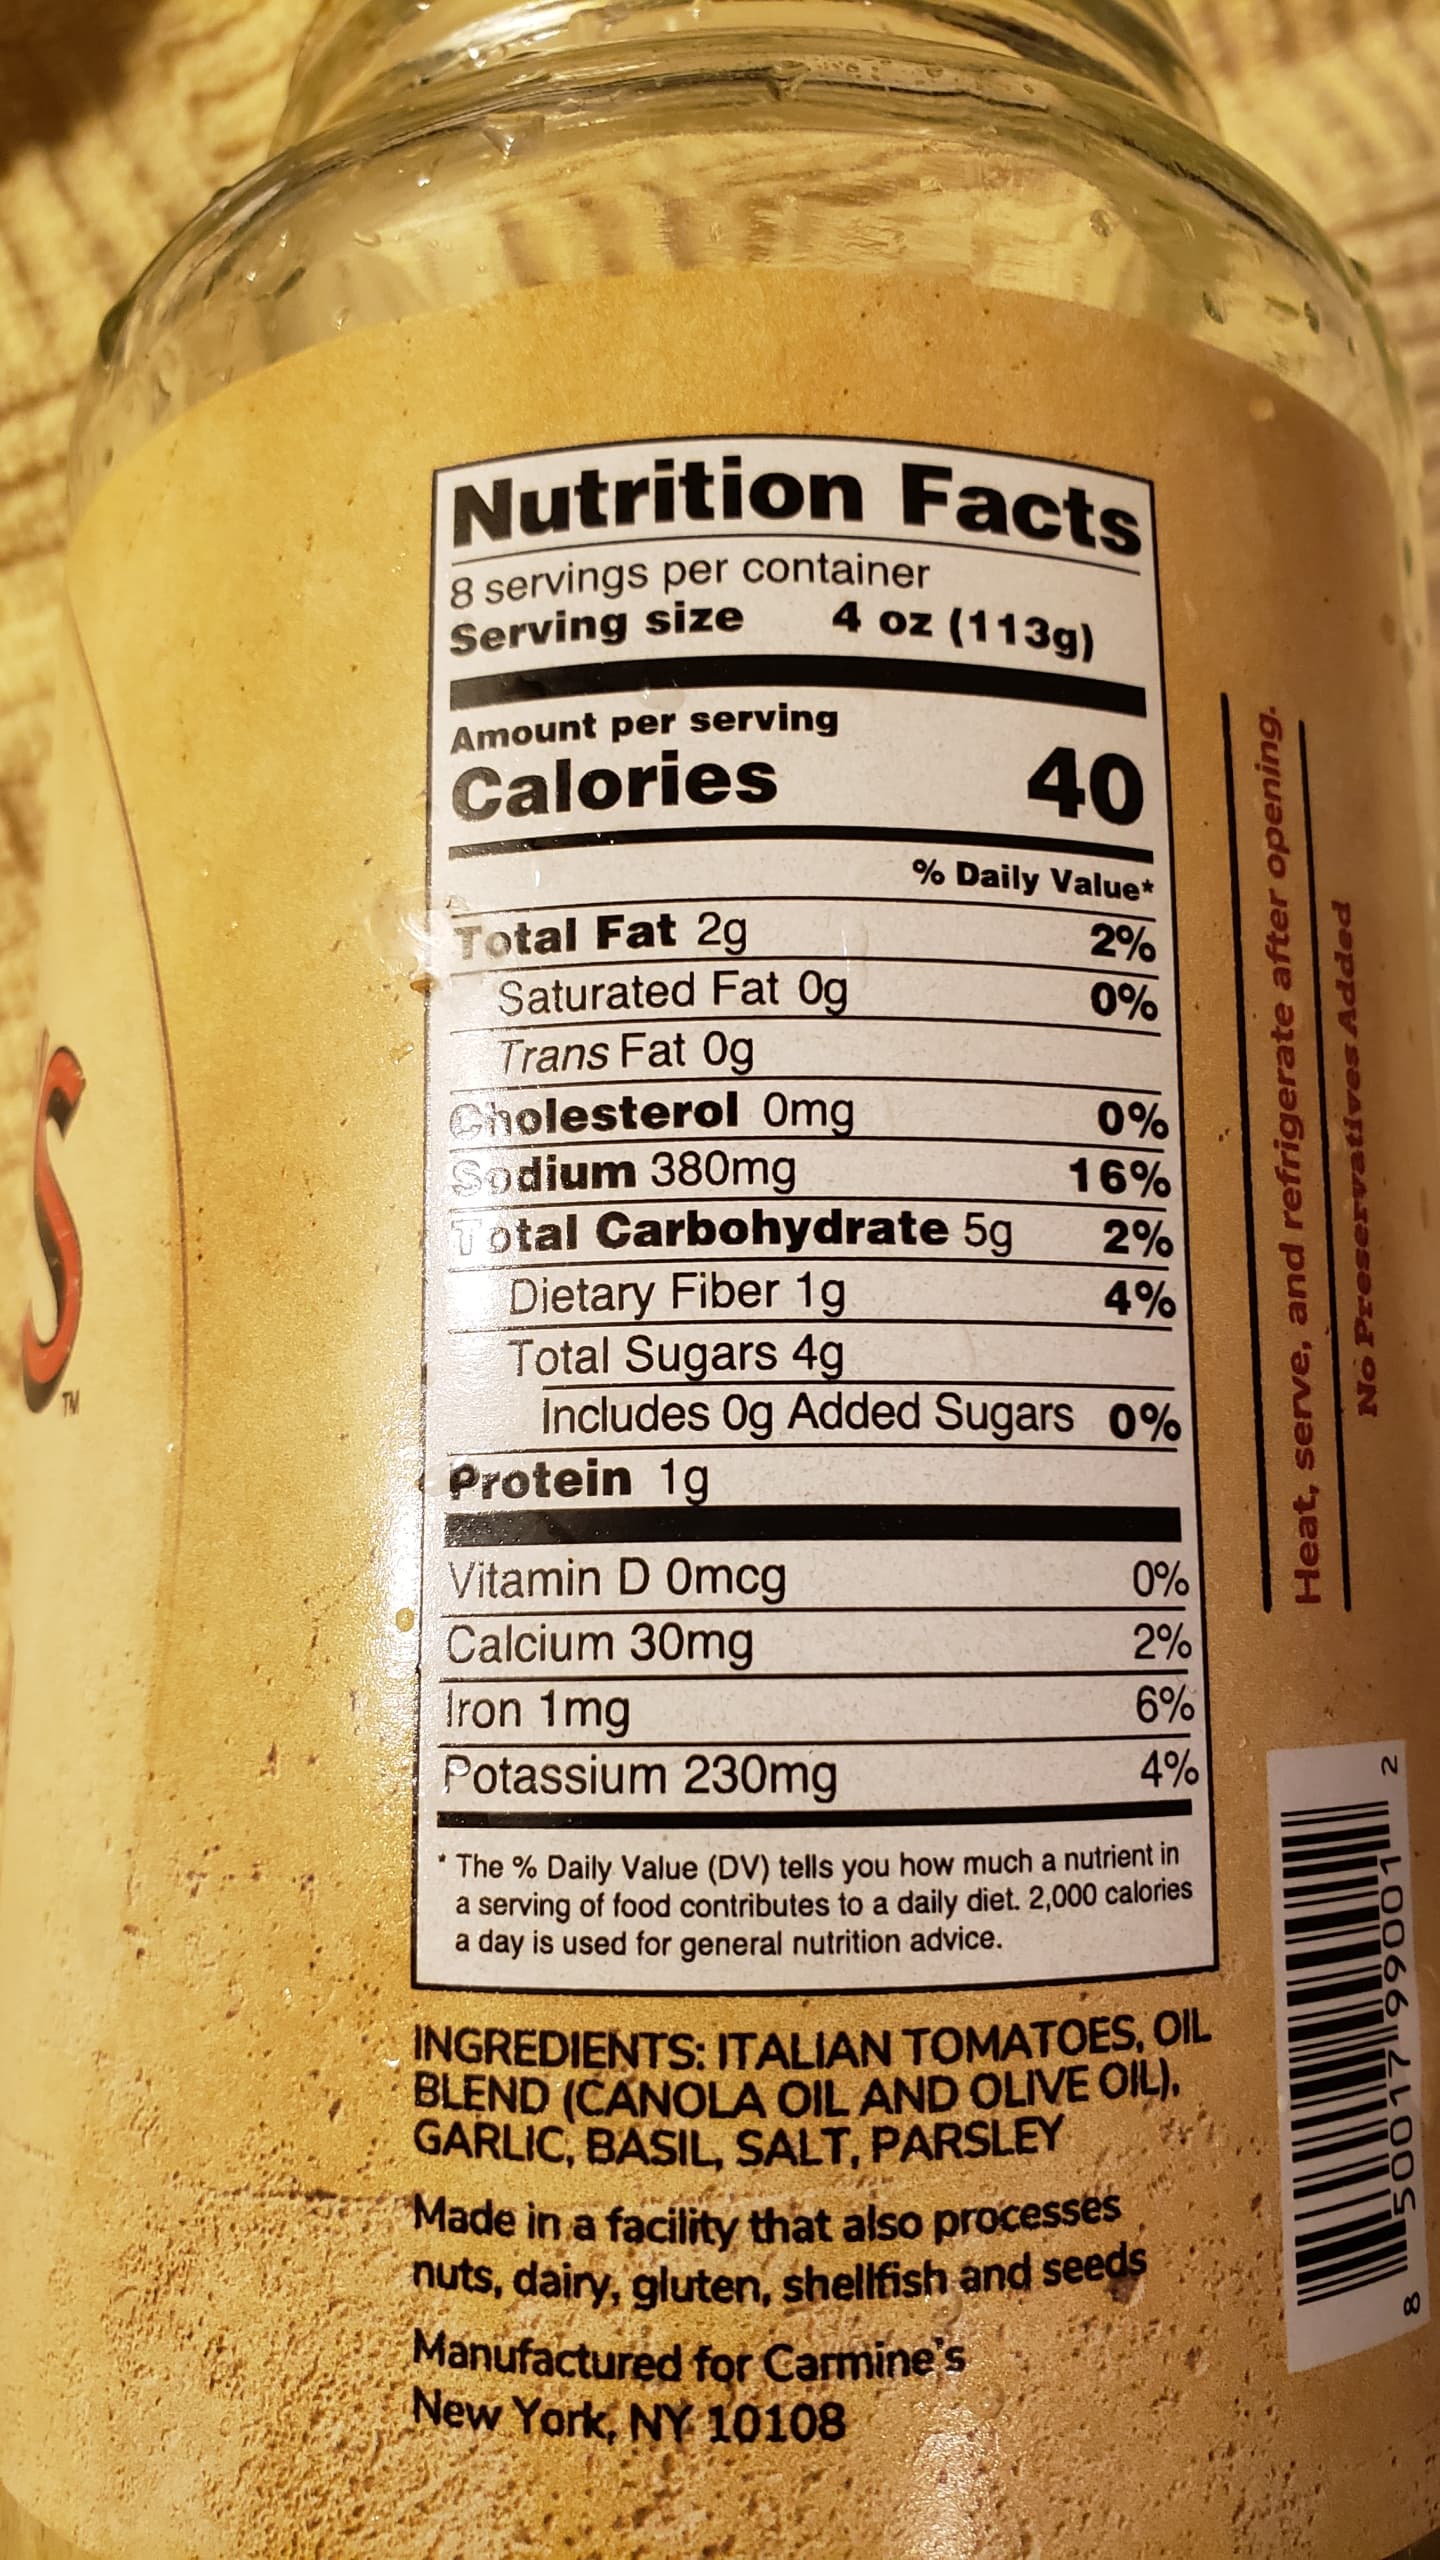 Nutrition Facts
8 servings per container
Serving size 4 oz (113g)
Amount per serving
Calories 40
% Daily Value*
Total Fat 2g 2%
Saturated Fat 0g 0%
Trans Fat 0g
Cholesterol 0mg 0%
Sodium 380mg 16%
Total Carbohydrate 5g 2%
Dietary Fiber 1g 4%
Total Sugars 4g
Includes 0g Added Sugars 0%
Protein 1g
Vitamin D 0mcg 0%
Calcium 30mg 2%
Iron 1mg 6%
Potassium 230mg 4%
* The % Daily Value (DV) tells you how much a nutrient in
a serving of food contributes to a daily diet. 2,000 calories
a day is used for general nutrition advice.
INGREDIENTS: ITALIAN TOMATOES, OIL
BLEND (CANOLA OIL AND OLIVE OIL),
GARLIC, BASIL, SALT, PARSLEY
Made in a facility that also processes
nuts, dairy, gluten, shellfish and seeds
Manufactured for Carmine's
New York, NY 10108
Heat, serve, and refrigerate after opening.
No Preservatives Added
8 50017 99001 2
S
TM